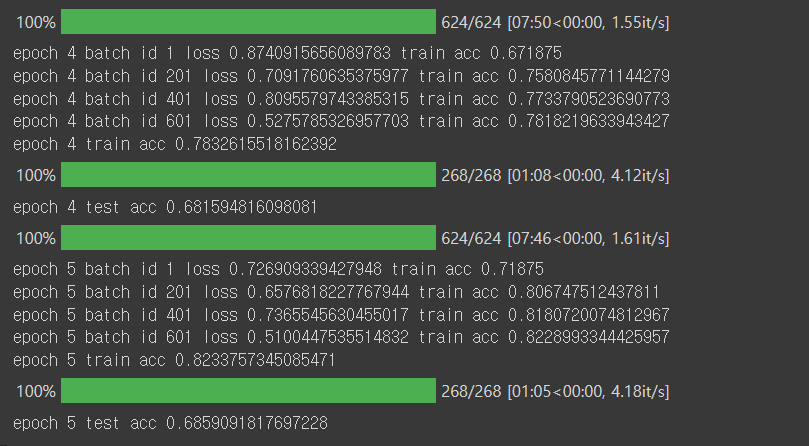 100% 624/624 [07:50<00:00, 1.55it/s]
epoch 4 batch id 1 loss 0.8740915656089783 train acc 0.671875
epoch 4 batch id 201 loss 0.7091760635375977 train acc 0.7580845771144279
epoch 4 batch id 401 loss 0.8095579743385315 train acc 0.7733790523690773
epoch 4 batch id 601 loss 0.5275785326957703 train acc 0.7818219633943427
epoch 4 train acc 0.7832615518162392
100% 268/268 [01:08<00:00, 4.12it/s]
epoch 4 test acc 0.681594816098081
100% 624/624 [07:46<00:00, 1.61it/s]
epoch 5 batch id 1 loss 0.726909339427948 train acc 0.71875
epoch 5 batch id 201 loss 0.6576818227767944 train acc 0.806747512437811
epoch 5 batch id 401 loss 0.7365545630455017 train acc 0.8180720074812967
epoch 5 batch id 601 loss 0.5100447535514832 train acc 0.8228993344425957
epoch 5 train acc 0.8233757345085471
100% 268/268 [01:05<00:00, 4.18it/s]
epoch 5 test acc 0.6859091817697228